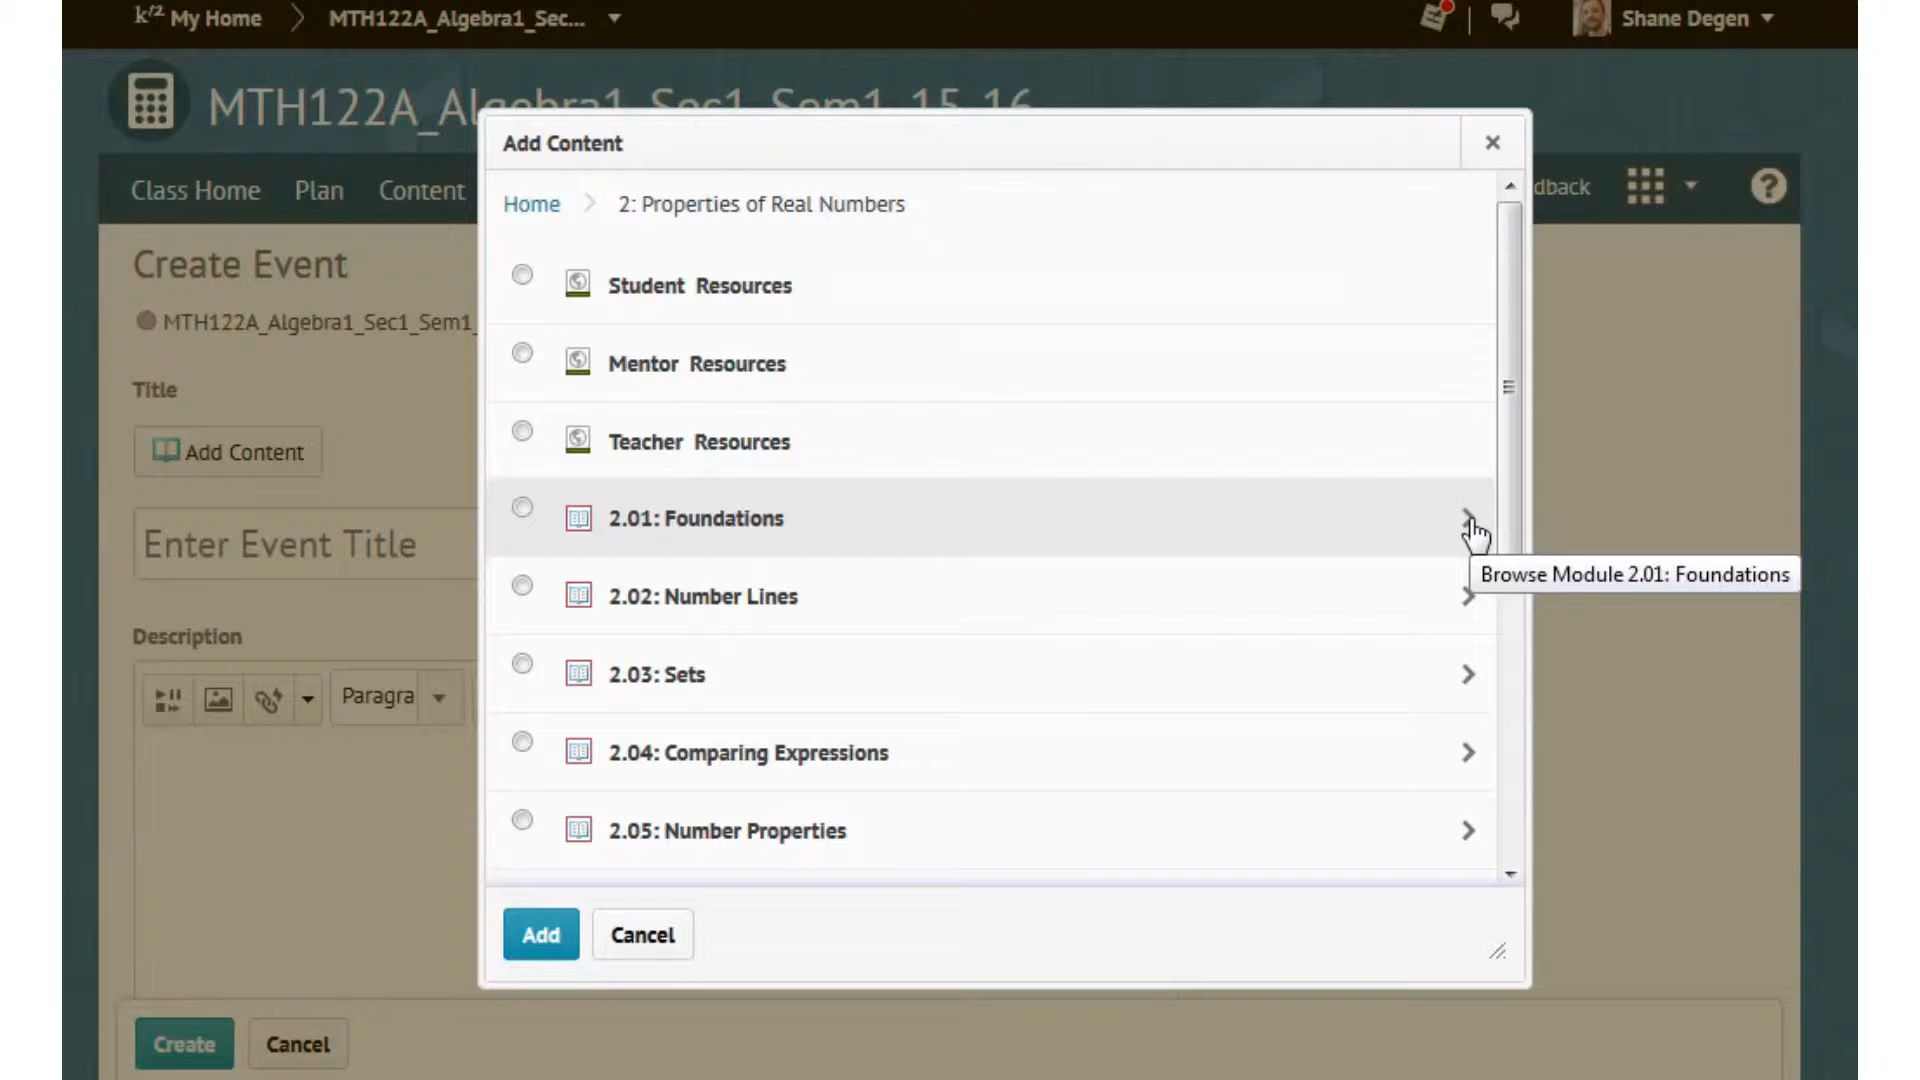 k12 My Home
MTH122A_Algebra1_Sec...
Shane Degen
MTH122A_Algebra1_Sec1_Sem1_15-16
Class Home
Plan
Content
dback
?
Create Event
MTH122A_Algebra1_Sec1_Sem1_
Title
Add Content
Enter Event Title
Description
Paragra
Create
Cancel
Add Content
Home
2: Properties of Real Numbers
Student Resources
Mentor Resources
Teacher Resources
2.01: Foundations
Browse Module 2.01: Foundations
2.02: Number Lines
2.03: Sets
2.04: Comparing Expressions
2.05: Number Properties
Add
Cancel